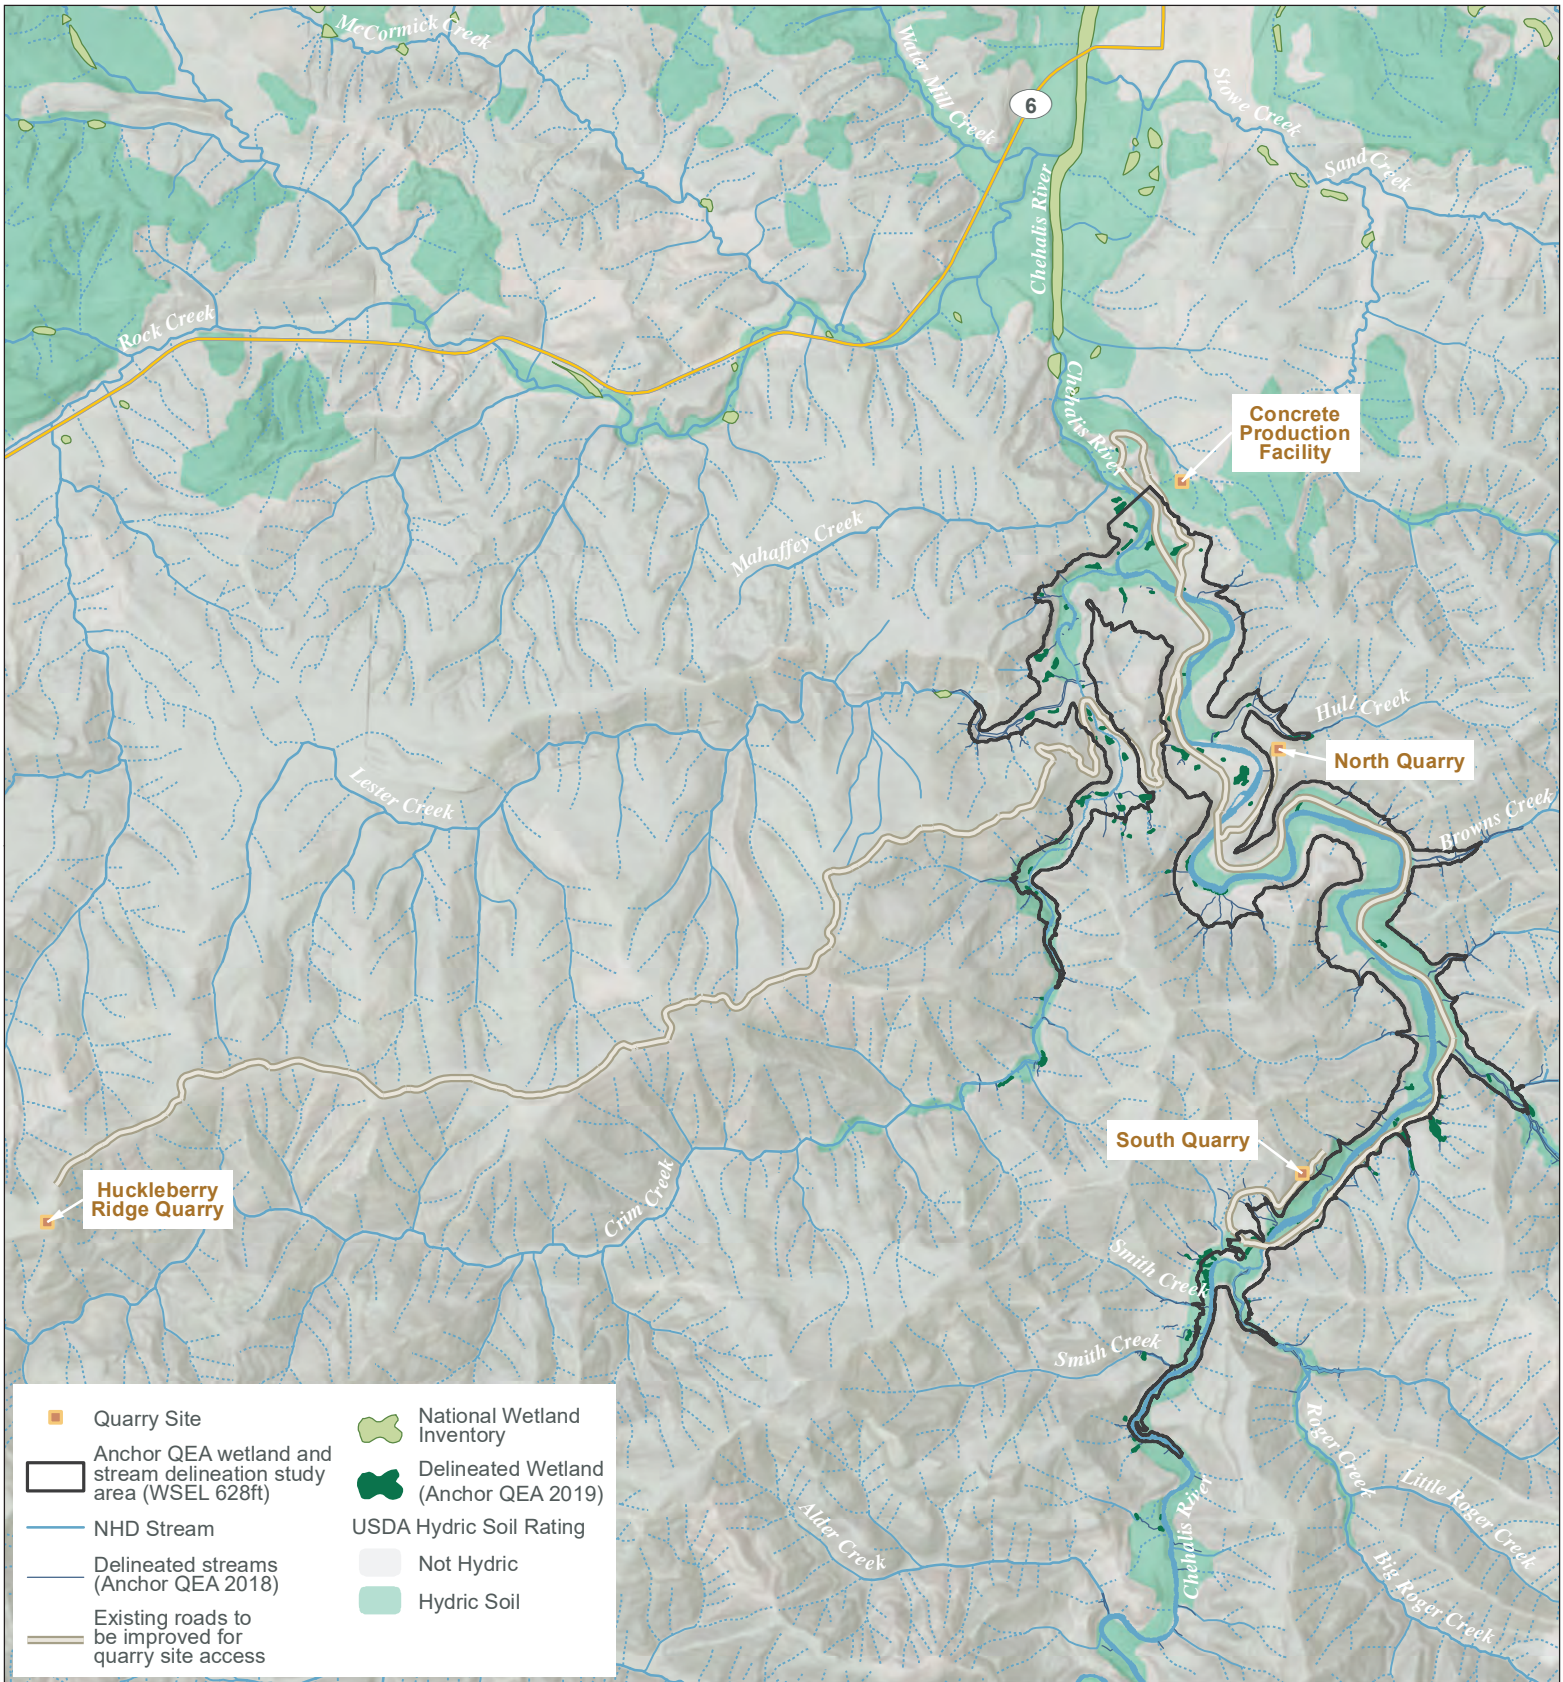 McCormick Creek
Water Mill Creek
6
Stowe Creek
Sand Creek
Chehalis River
Rock Creek
Chehalis River
Concrete
Production
Facility
Mahaffey Creek
Hull Creek
North Quarry
Lester Creek
Browns Creek
South Quarry
Huckleberry
Ridge Quarry
Crim Creek
Smith Creek
Smith Creek
Roger Creek
Little Roger Creek
Alder Creek
Chehalis River
Big Roger Creek
Quarry Site
Anchor QEA wetland and
stream delineation study
area (WSEL 628ft)
NHD Stream
Delineated streams
(Anchor QEA 2018)
Existing roads to
be improved for
quarry site access
National Wetland
Inventory
Delineated Wetland
(Anchor QEA 2019)
USDA Hydric Soil Rating
Not Hydric
Hydric Soil